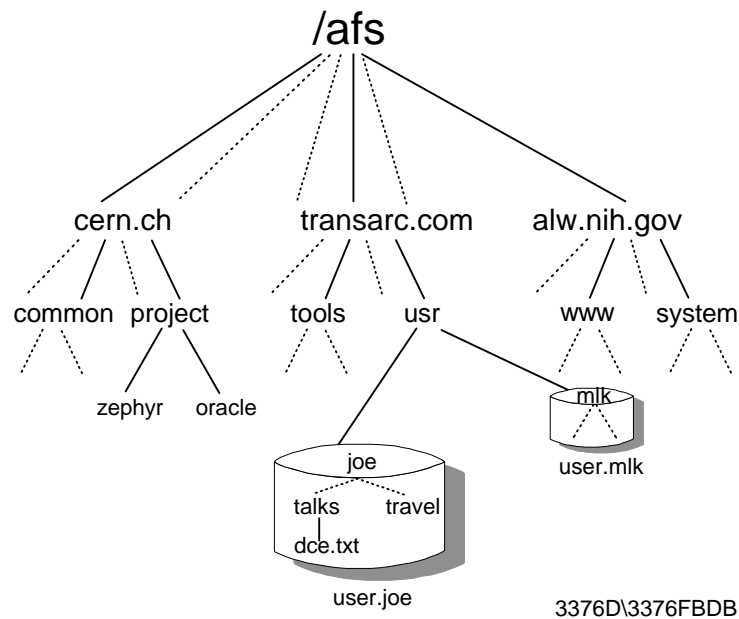 /afs
cern.ch transarc.com alw.nih.gov
common project tools usr www system
zephyr oracle mlk
user.mlk
joe
talks travel
dce.txt
user.joe
3376D\3376FBDB